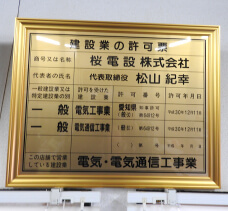 建設業の許可票
商号又は名称 桜電設株式会社
代表者の氏名 代表取締役 松山紀幸
一般建設業又は特定建設業の別 許可を受けた建設業 許可番号 許可年月日
一般 電気工事業 愛知県
一般 電気通信工事業
この店舗で営業している建設業 電気・電気通信工事業